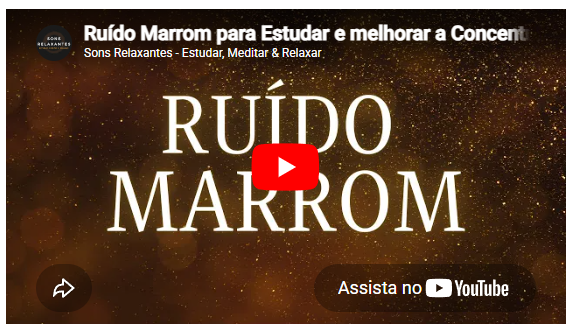 SONS
RELAXANTES
Ruído Marrom para Estudar e melhorar a Concent
Sons Relaxantes - Estudar, Meditar & Relaxar
RUÍDO
MARROM
Assista no YouTube